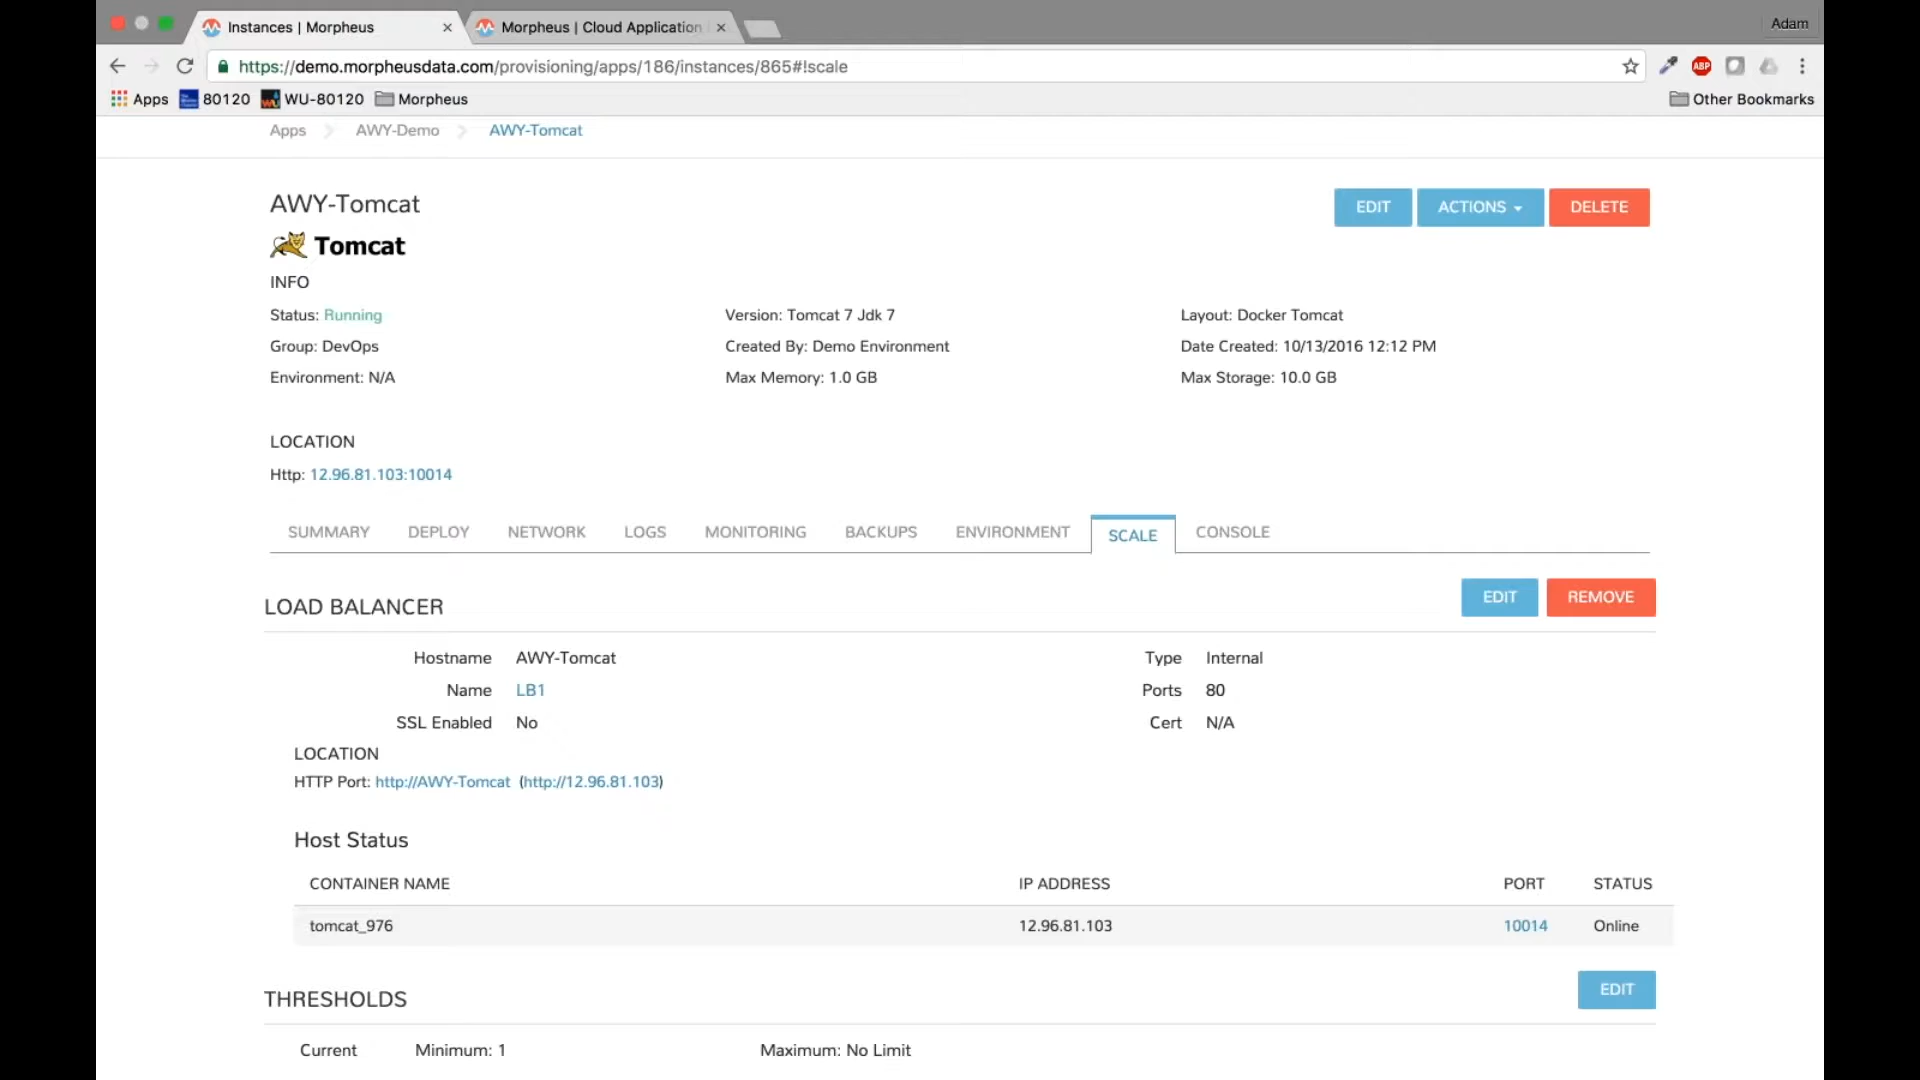 Instances | Morpheus
Morpheus | Cloud Application
Adam
https://demo.morpheusdata.com/provisioning/apps/186/instances/865#!scale
ABP
Apps 80120 WU-80120 Morpheus Other Bookmarks
Apps AWY-Demo AWY-Tomcat
AWY-Tomcat
EDIT ACTIONS DELETE
Tomcat
INFO
Status: Running Version: Tomcat 7 Jdk 7 Layout: Docker Tomcat
Group: DevOps Created By: Demo Environment Date Created: 10/13/2016 12:12 PM
Environment: N/A Max Memory: 1.0 GB Max Storage: 10.0 GB
LOCATION
Http: 12.96.81.103:10014
SUMMARY DEPLOY NETWORK LOGS MONITORING BACKUPS ENVIRONMENT SCALE CONSOLE
LOAD BALANCER EDIT REMOVE
Hostname AWY-Tomcat Type Internal
Name LB1 Ports 80
SSL Enabled No Cert N/A
LOCATION
HTTP Port: http://AWY-Tomcat (http://12.96.81.103)
Host Status
CONTAINER NAME IP ADDRESS PORT STATUS
tomcat_976 12.96.81.103 10014 Online
THRESHOLDS EDIT
Current Minimum: 1 Maximum: No Limit